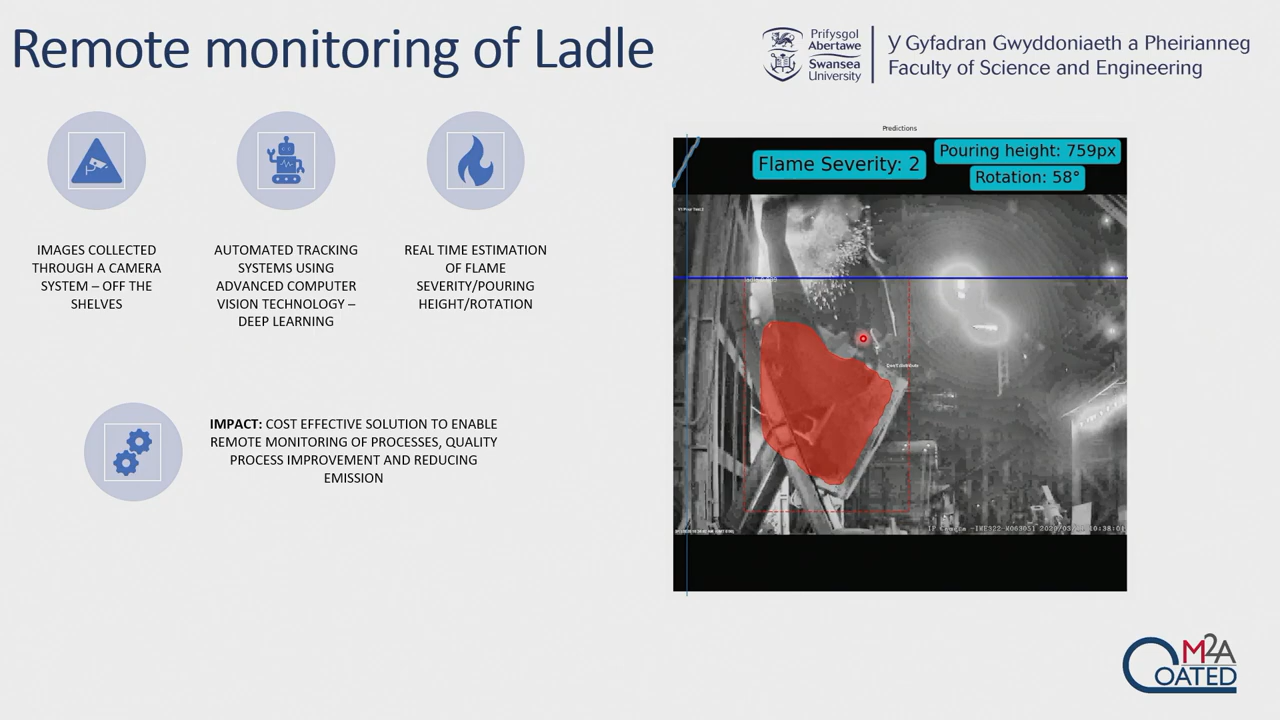 Remote monitoring of Ladle
Prifysgol
Abertawe
Swansea
University
Y Gyfadran Gwyddoniaeth a Pheirianneg
Faculty of Science and Engineering
IMAGES COLLECTED
THROUGH A CAMERA
SYSTEM – OFF THE
SHELVES
AUTOMATED TRACKING
SYSTEMS USING
ADVANCED COMPUTER
VISION TECHNOLOGY –
DEEP LEARNING
REAL TIME ESTIMATION
OF FLAME
SEVERITY/POURING
HEIGHT/ROTATION
IMPACT: COST EFFECTIVE SOLUTION TO ENABLE
REMOTE MONITORING OF PROCESSES, QUALITY
PROCESS IMPROVEMENT AND REDUCING
EMISSION
Predictions
Flame Severity: 2
Pouring height: 759px
Rotation: 58°
IP Camera
M2A
COATED